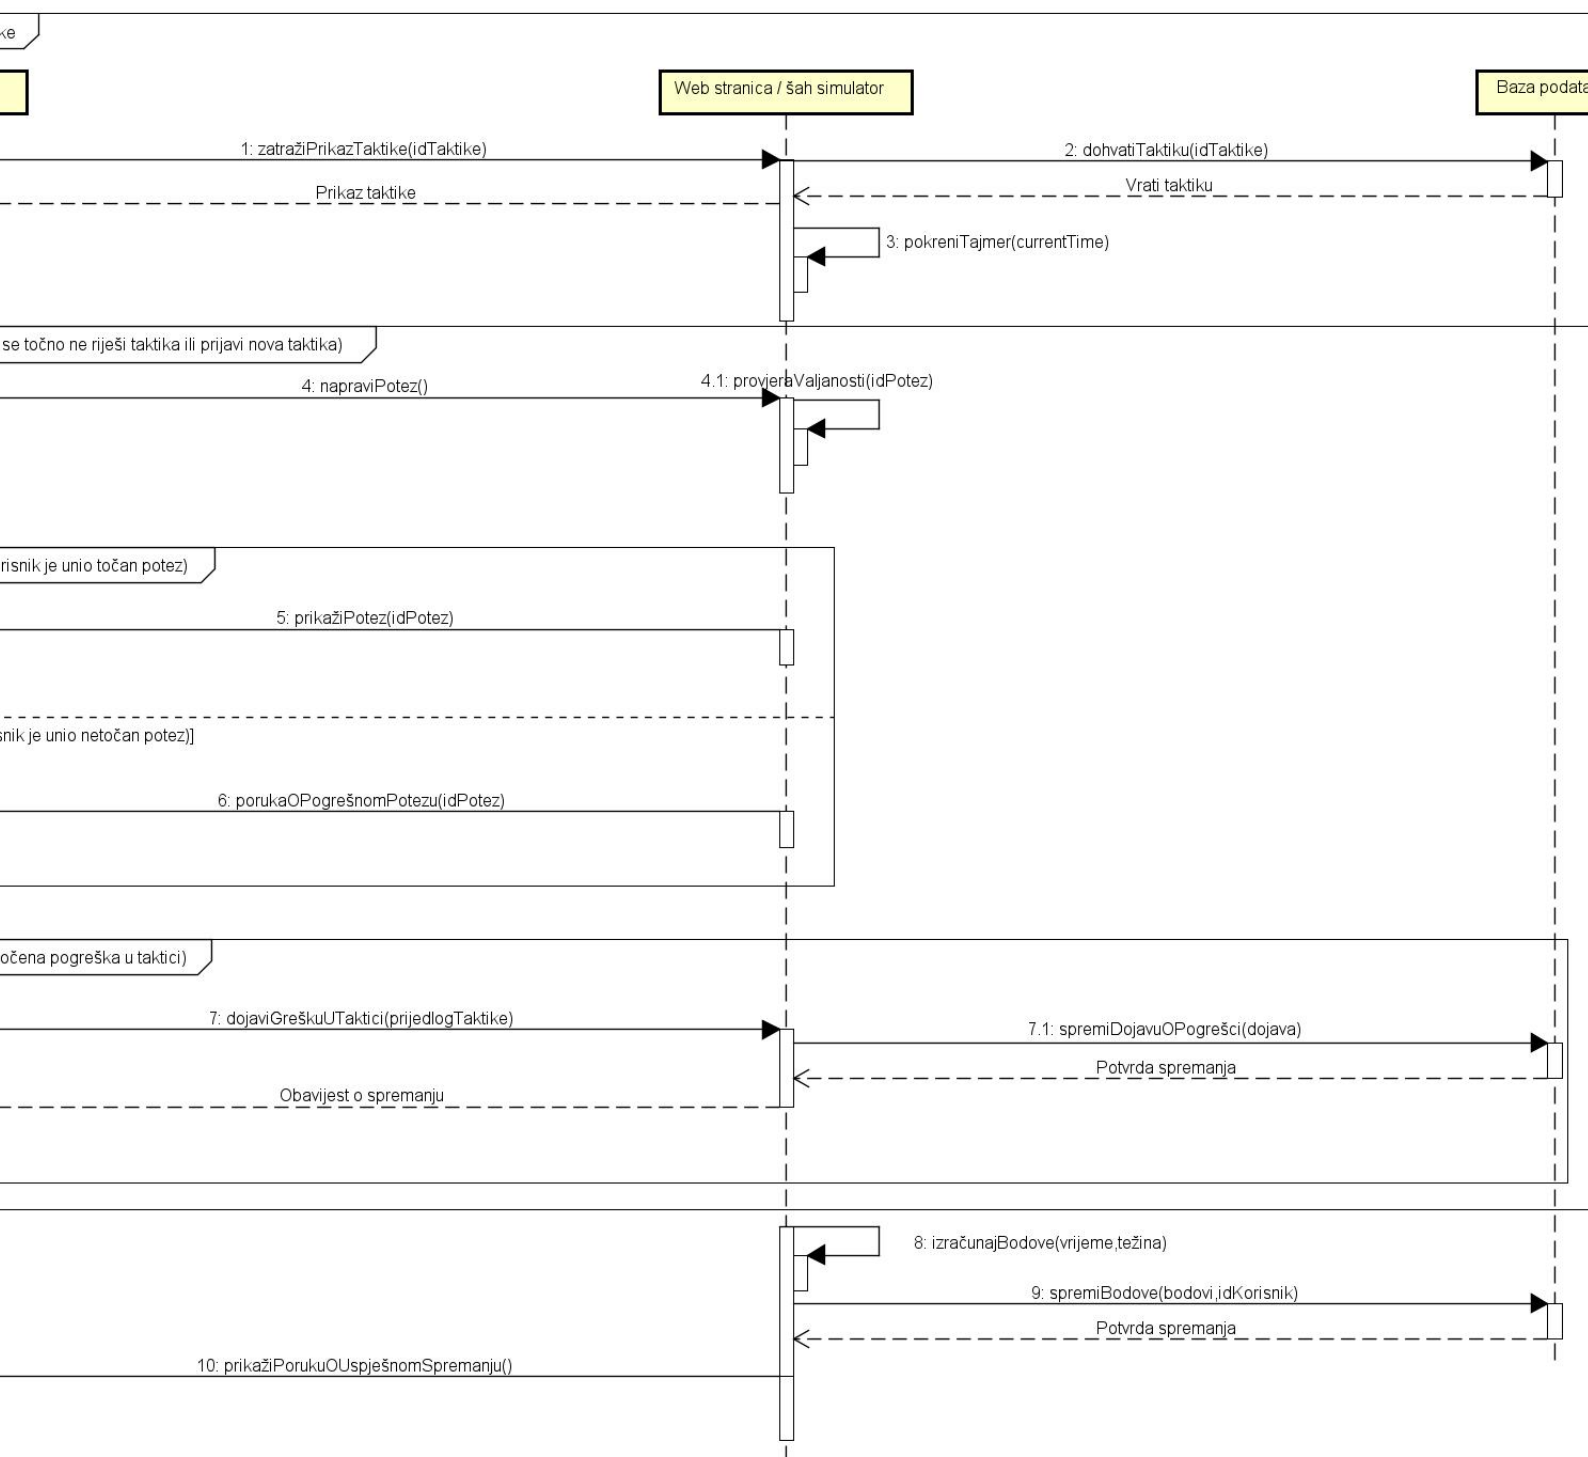 ke
Web stranica / šah simulator
Baza podata
1: zatražiPrikazTaktike(idTaktike)
2: dohvatiTaktiku(idTaktike)
Prikaz taktike
Vrati taktiku
3: pokreniTajmer(currentTime)
se točno ne riješi taktika ili prijavi nova taktika)
4: napraviPotez()
4.1: provjeraValjanosti(idPotez)
risnik je unio točan potez)
5: prikažiPotez(idPotez)
snik je unio netočan potez)]
6: porukaOPogrešnomPotezu(idPotez)
očena pogreška u taktici)
7: dojaviGreškuUTaktici(prijedlogTaktike)
7.1: spremiDojavuOPogrešci(dojava)
Potvrda spremanja
Obavijest o spremanju
8: izračunajBodove(vrijeme,težina)
9: spremiBodove(bodovi,idKorisnik)
Potvrda spremanja
10: prikažiPorukuOUspješnomSpremanju()